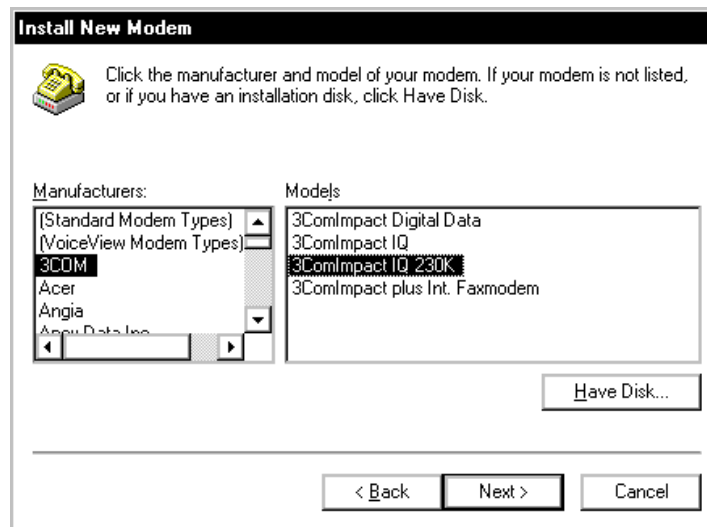 Install New Modem
Click the manufacturer and model of your modem. If your modem is not listed,
or if you have an installation disk, click Have Disk.
Manufacturers:
(Standard Modem Types)
(VoiceView Modem Types)
3COM
Acer
Angia
Models
3ComImpact Digital Data
3ComImpact IQ
3ComImpact IQ 230K
3ComImpact plus Int. Faxmodem
Have Disk...
< Back
Next >
Cancel